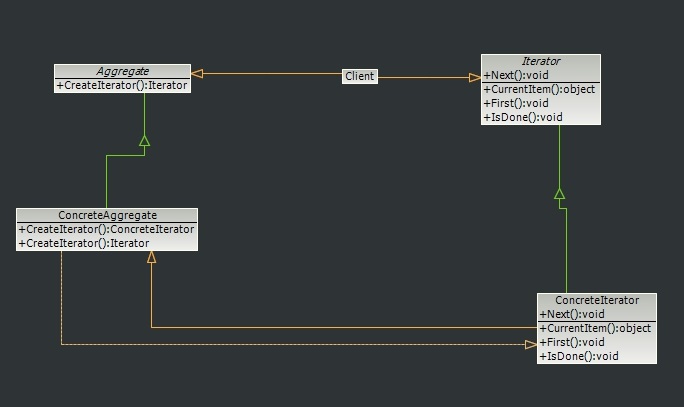 Aggregate
+CreateIterator():Iterator
Client
Iterator
+Next():void
+CurrentItem():object
+First():void
+IsDone():void
ConcreteAggregate
+CreateIterator():ConcreteIterator
+CreateIterator():Iterator
ConcreteIterator
+Next():void
+CurrentItem():object
+First():void
+IsDone():void